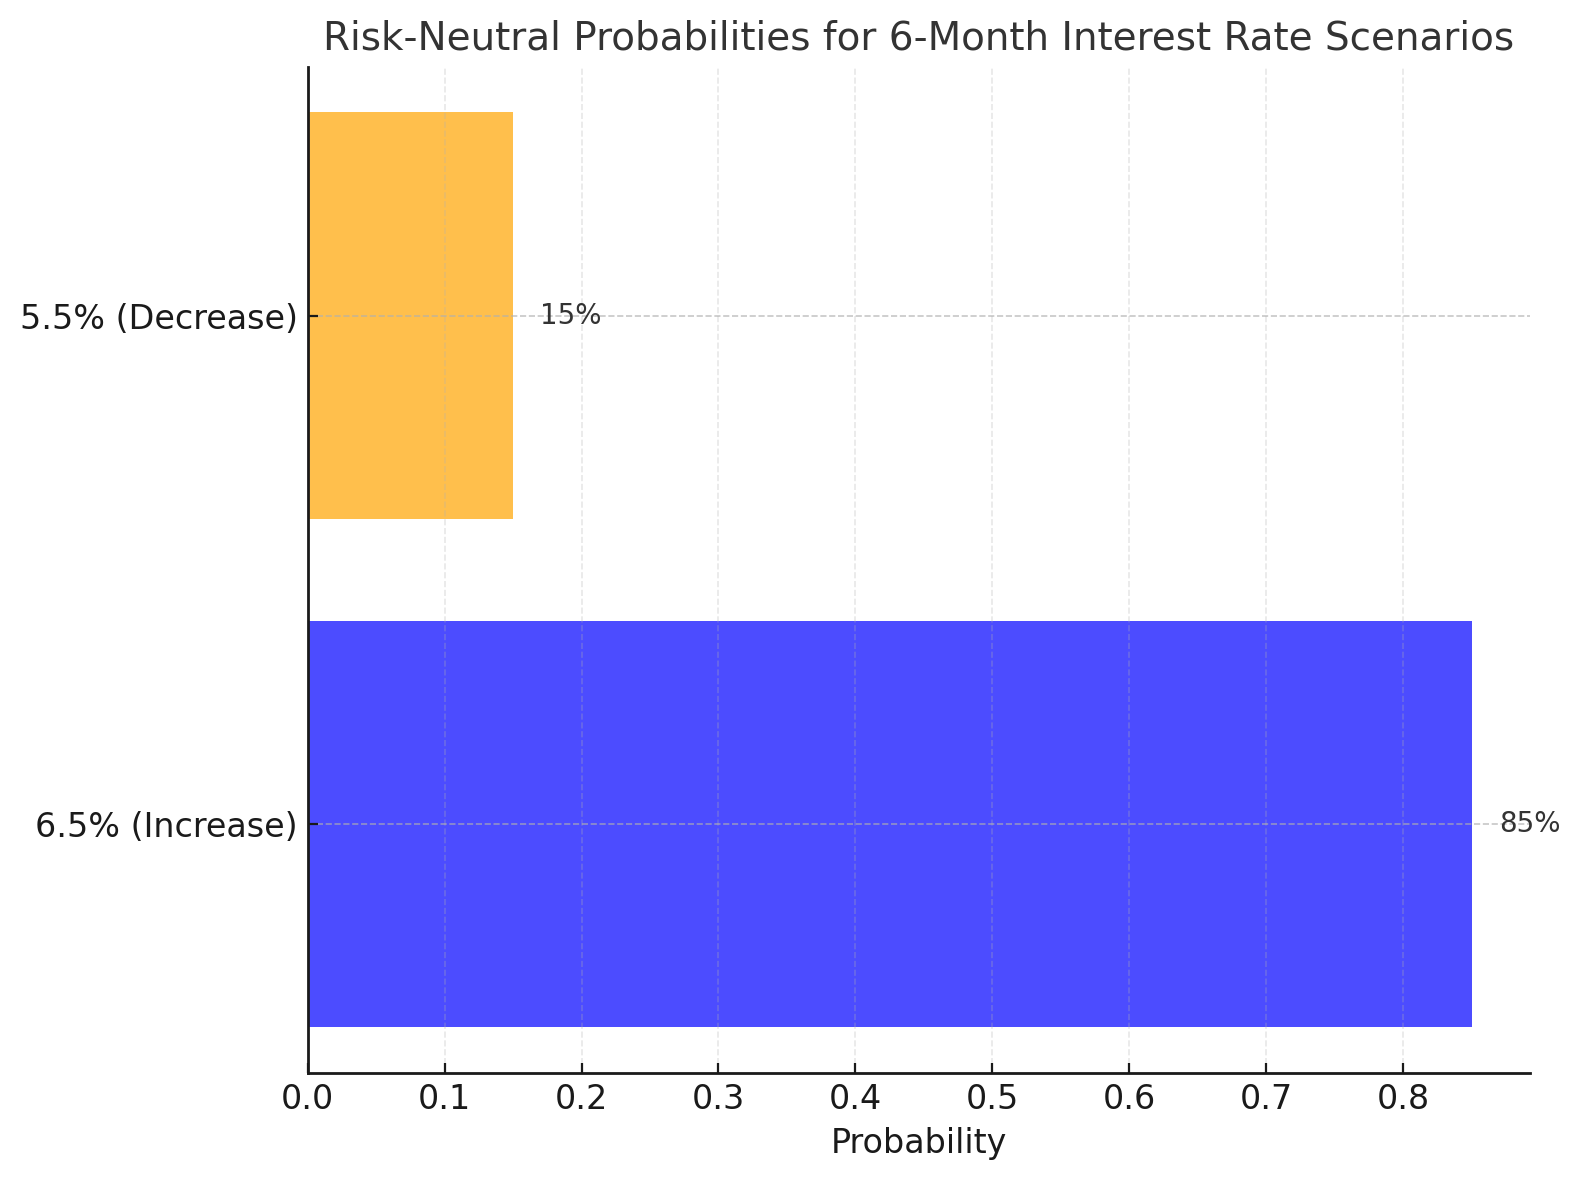 Risk-Neutral Probabilities for 6-Month Interest Rate Scenarios
5.5% (Decrease)
15%
6.5% (Increase)
85%
0.0 0.1 0.2 0.3 0.4 0.5 0.6 0.7 0.8
Probability